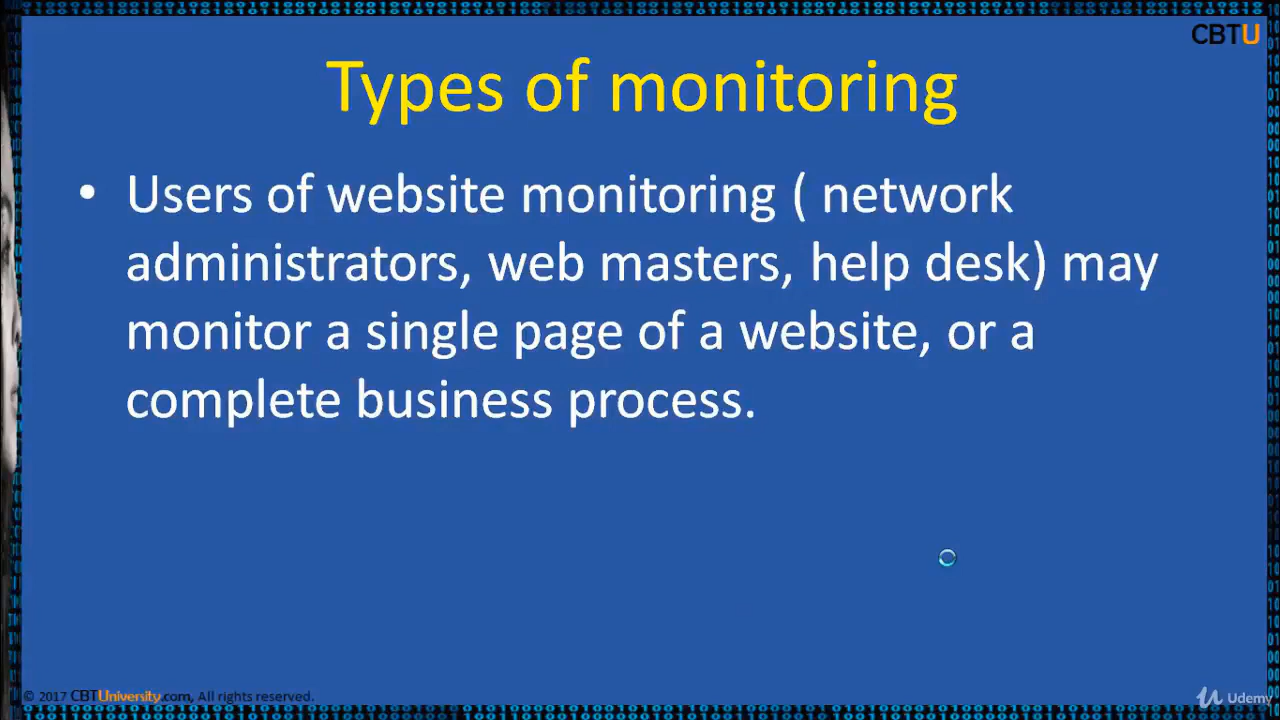 CBTU
Types of monitoring
• Users of website monitoring ( network
administrators, web masters, help desk) may
monitor a single page of a website, or a
complete business process.
© 2017 CBTUniversity.com, All rights reserved.
Udemy